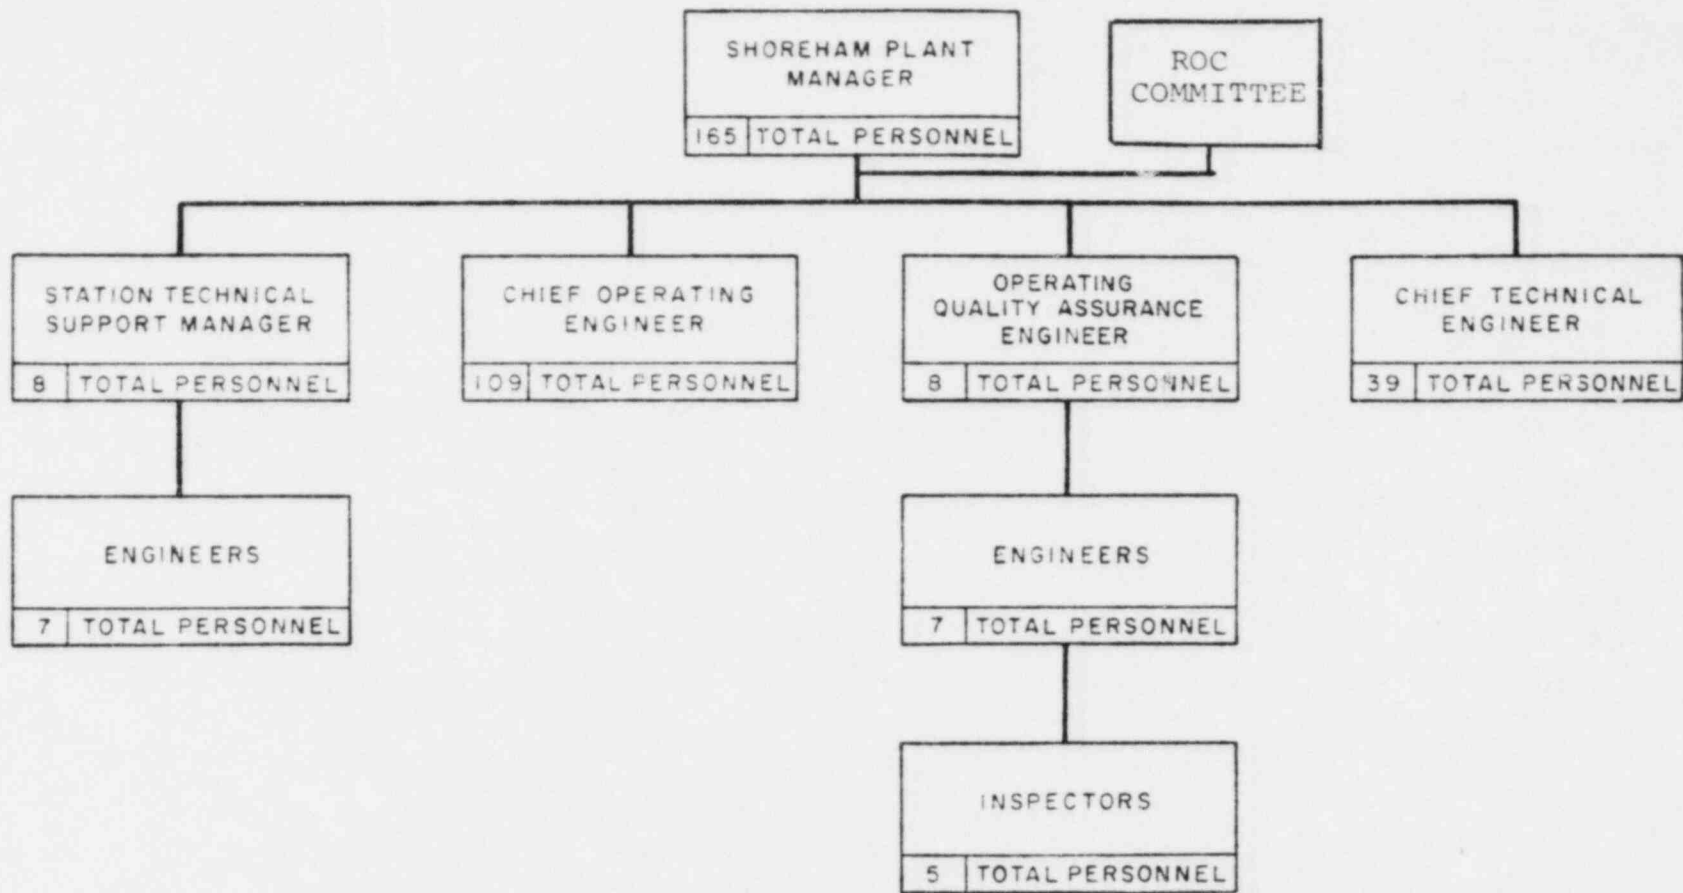 SHOREHAM PLANT
MANAGER
165 TOTAL PERSONNEL
ROC
COMMITTEE
STATION TECHNICAL
SUPPORT MANAGER
8 TOTAL PERSONNEL
CHIEF OPERATING
ENGINEER
109 TOTAL PERSONNEL
OPERATING
QUALITY ASSURANCE
ENGINEER
8 TOTAL PERSONNEL
CHIEF TECHNICAL
ENGINEER
39 TOTAL PERSONNEL
ENGINEERS
7 TOTAL PERSONNEL
ENGINEERS
7 TOTAL PERSONNEL
INSPECTORS
5 TOTAL PERSONNEL